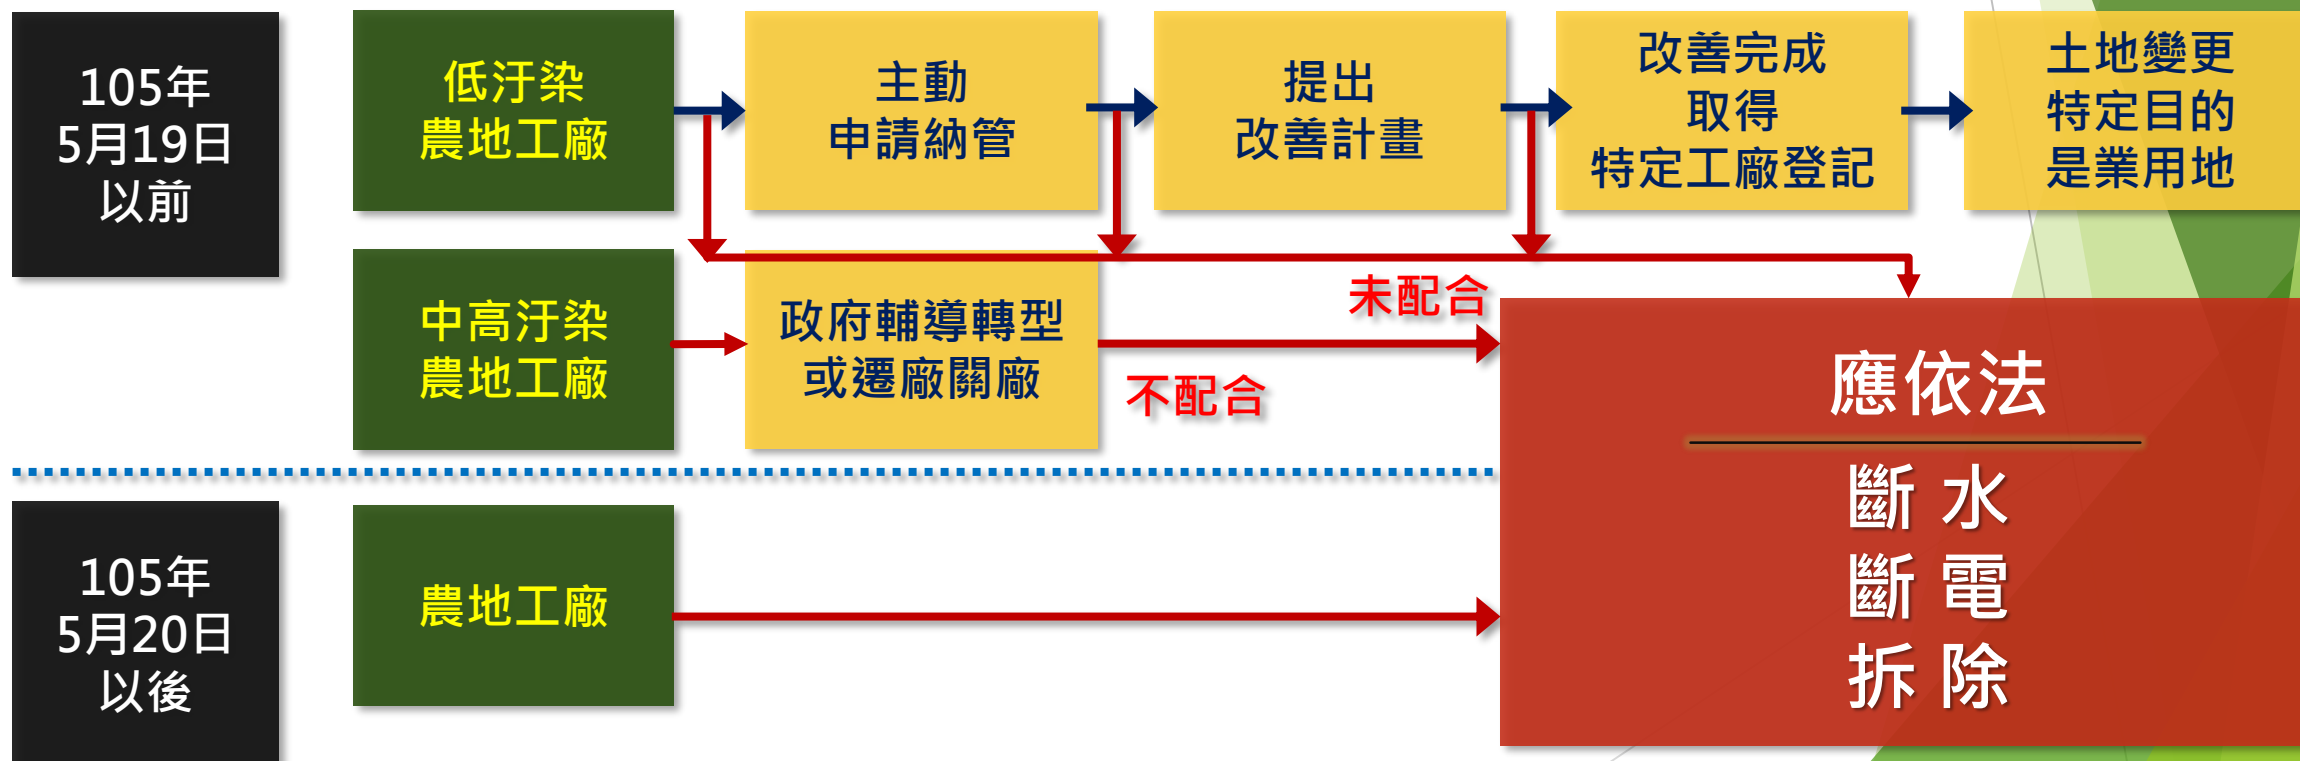 105年
5月19日
以前
低汙染
農地工廠
主動
申請納管
提出
改善計畫
改善完成
取得
特定工廠登記
土地變更
特定目的
是業用地
中高汙染
農地工廠
政府輔導轉型
或遷廠關廠
未配合
不配合
應依法
斷水
斷電
拆除
105年
5月20日
以後
農地工廠